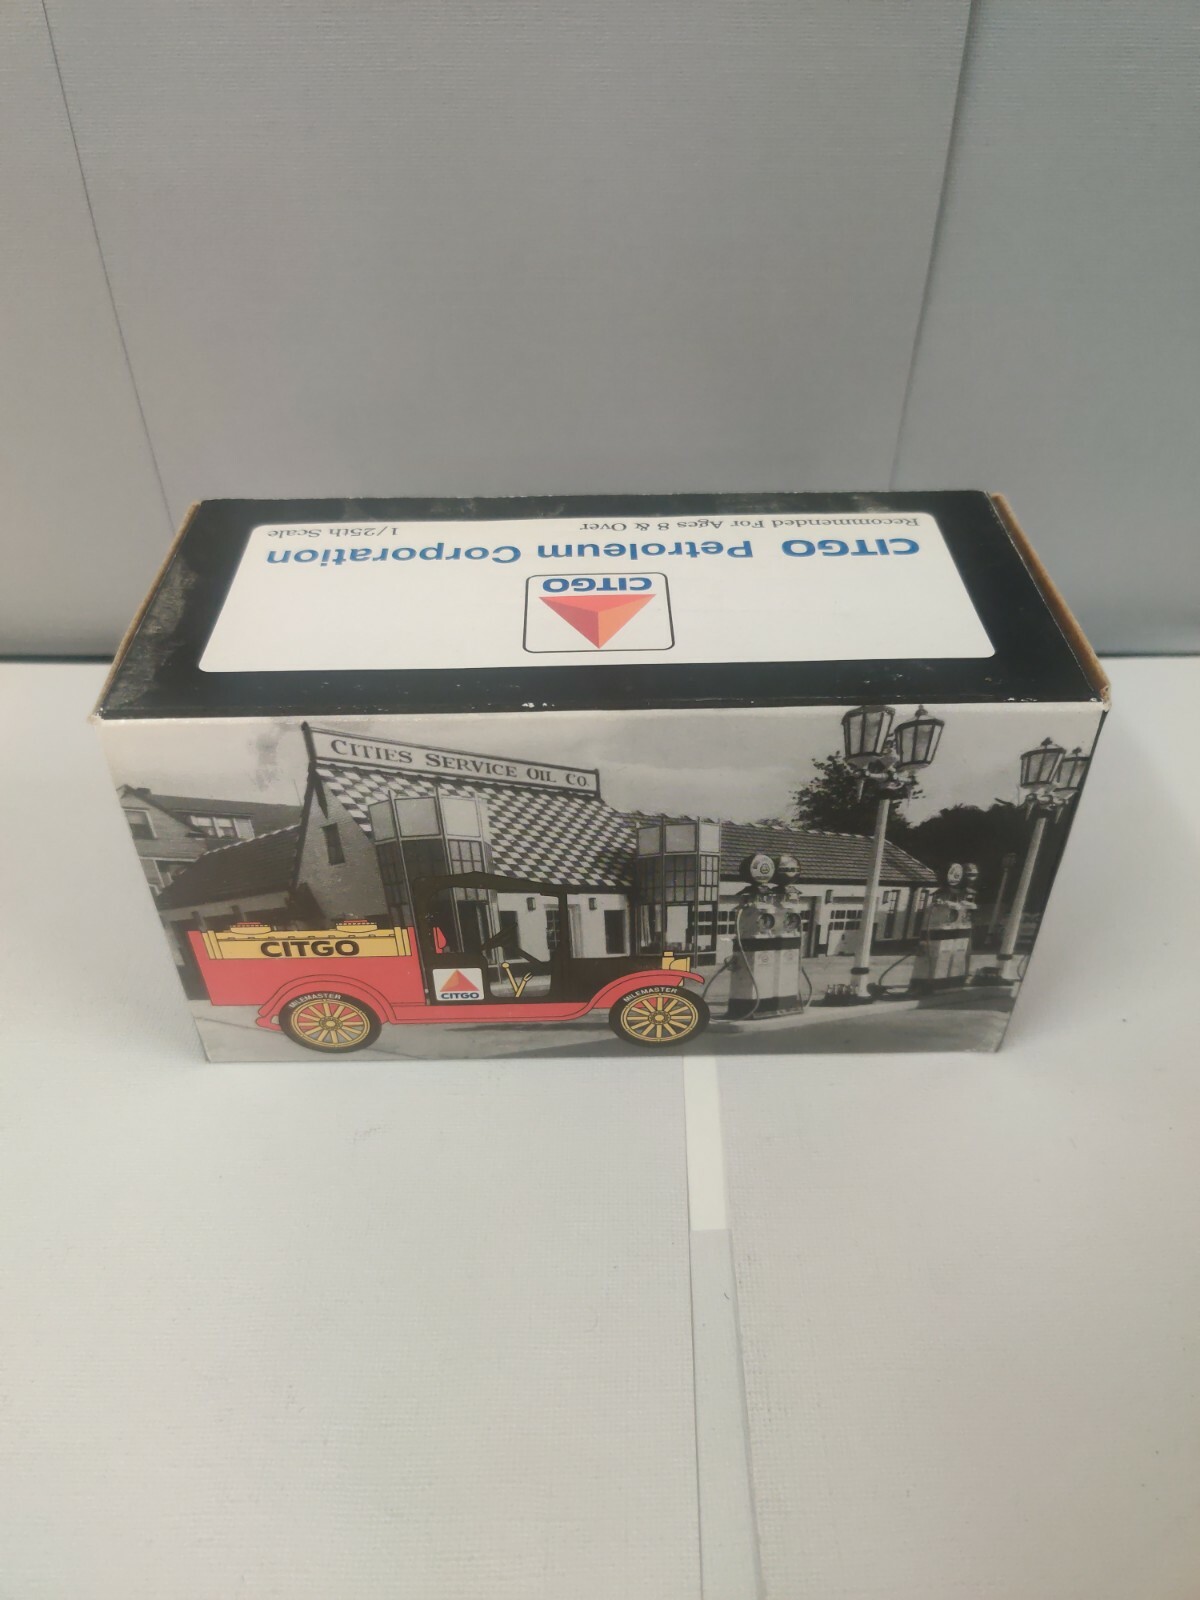 CITGO
CITGO Petroleum Corporation
Recommended For Ages 8 & Over 1/25th Scale
CITIES SERVICE OIL CO.
CITGO
CITGO
MILEMASTER
MILEMASTER